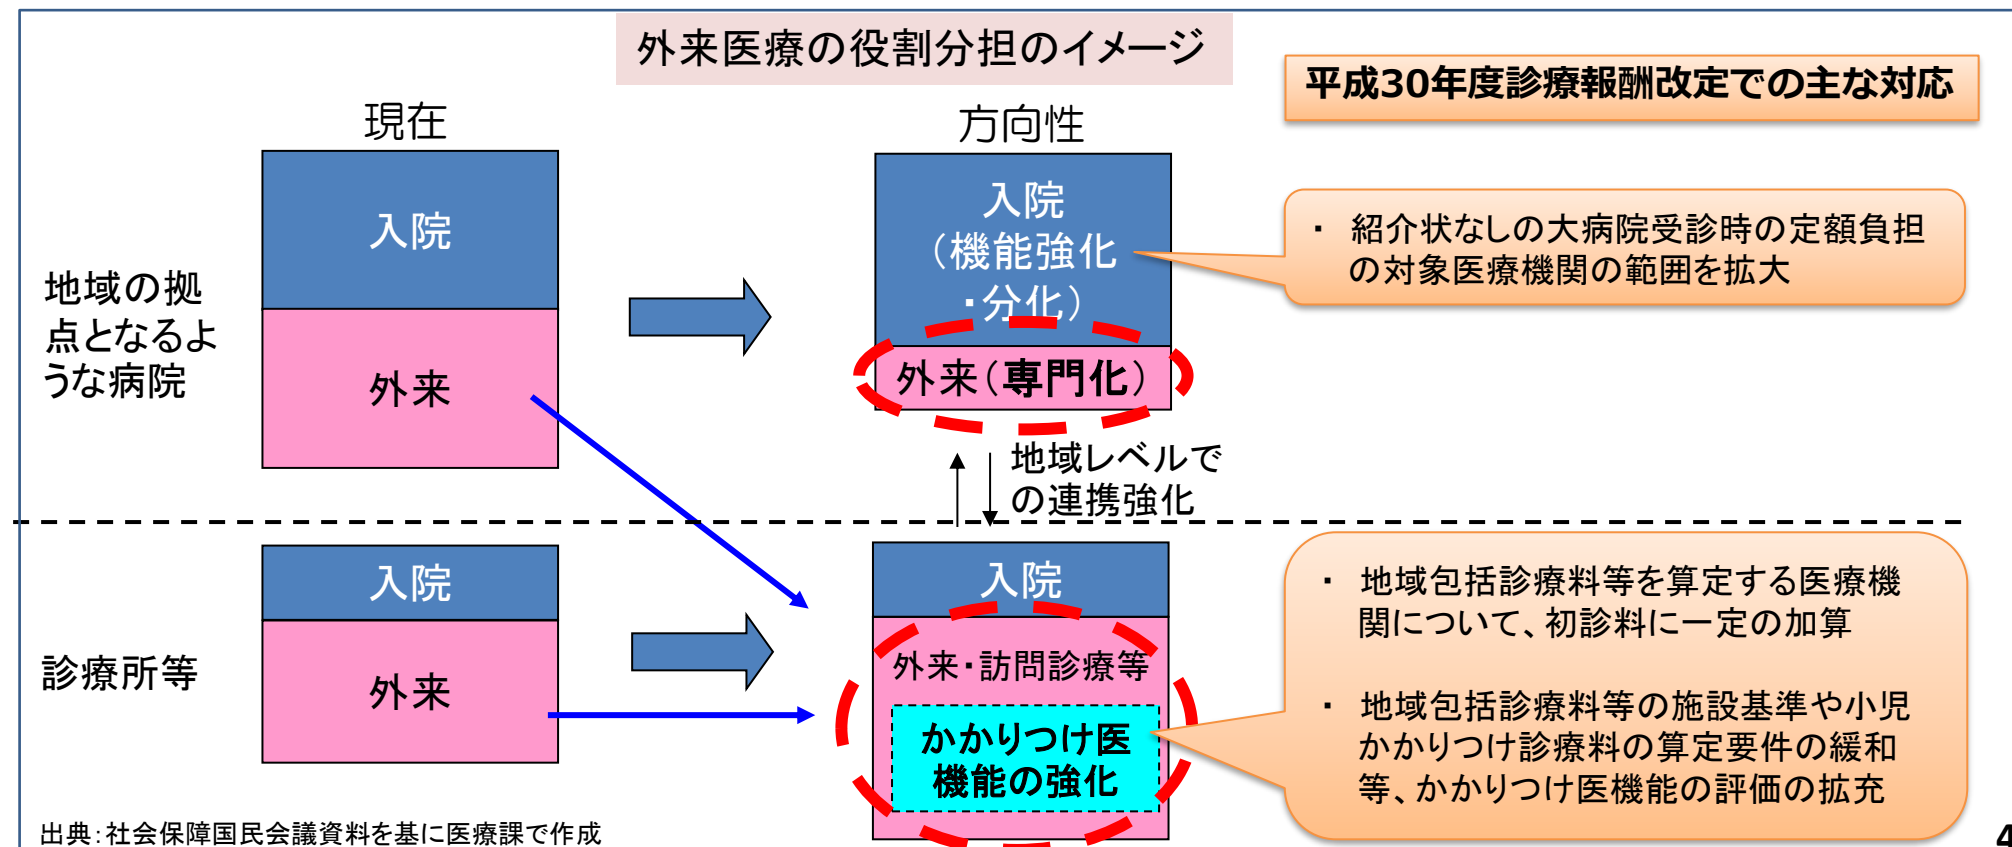 外来医療の役割分担のイメージ
平成30年度診療報酬改定での主な対応
現在
方向性
地域の拠
点となるよ
うな病院
入院
外来
入院
(機能強化
・分化)
外来(専門化)
・ 紹介状なしの大病院受診時の定額負担
の対象医療機関の範囲を拡大
地域レベルで
の連携強化
診療所等
入院
外来
入院
外来・訪問診療等
かかりつけ医
機能の強化
・ 地域包括診療料等を算定する医療機
関について、初診料に一定の加算
・ 地域包括診療料等の施設基準や小児
かかりつけ診療料の算定要件の緩和
等、かかりつけ医機能の評価の拡充
出典:社会保障国民会議資料を基に医療課で作成
4